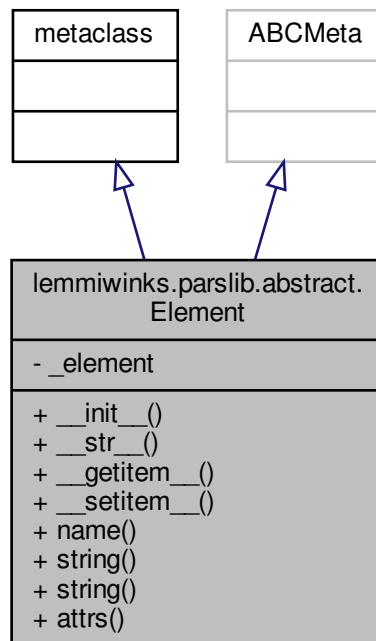 metaclass
ABCMeta
lemmiwinks.parslib.abstract.
Element
- _element
+ __init__()
+ __str__()
+ __getitem__()
+ __setitem__()
+ name()
+ string()
+ string()
+ attrs()